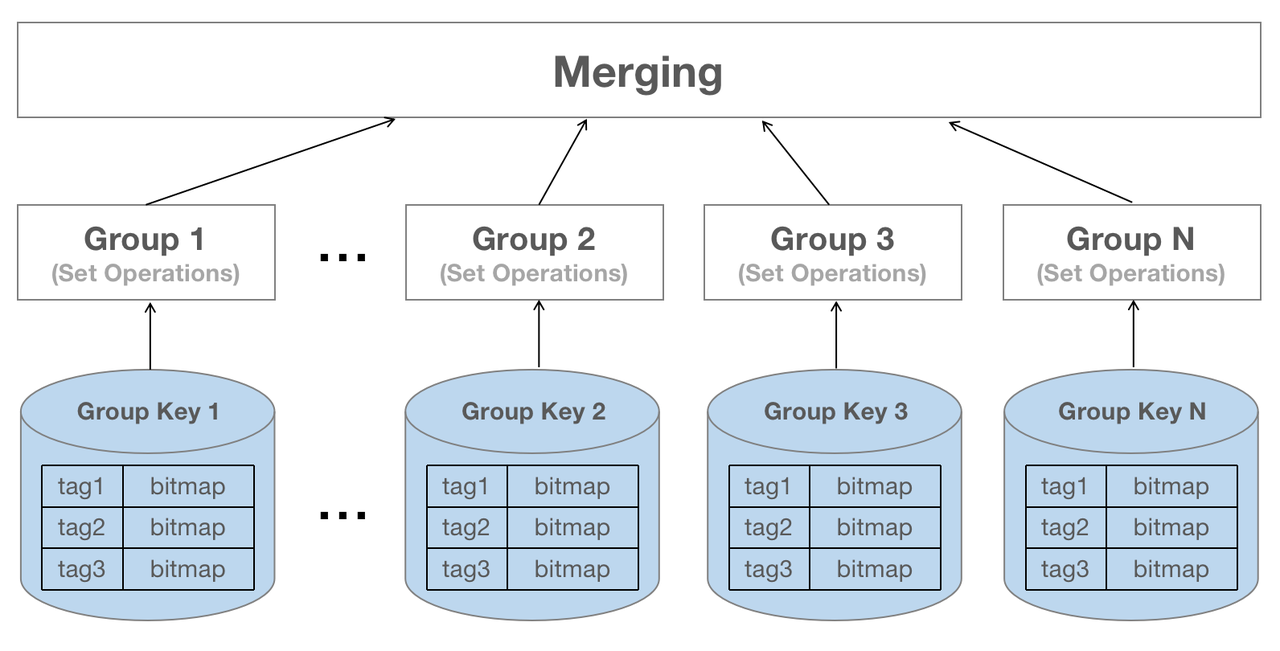 Merging
Group 1
(Set Operations)
...
Group 2
(Set Operations)
Group 3
(Set Operations)
Group N
(Set Operations)
Group Key 1
tag1 bitmap
tag2 bitmap
tag3 bitmap
...
Group Key 2
tag1 bitmap
tag2 bitmap
tag3 bitmap
Group Key 3
tag1 bitmap
tag2 bitmap
tag3 bitmap
Group Key N
tag1 bitmap
tag2 bitmap
tag3 bitmap